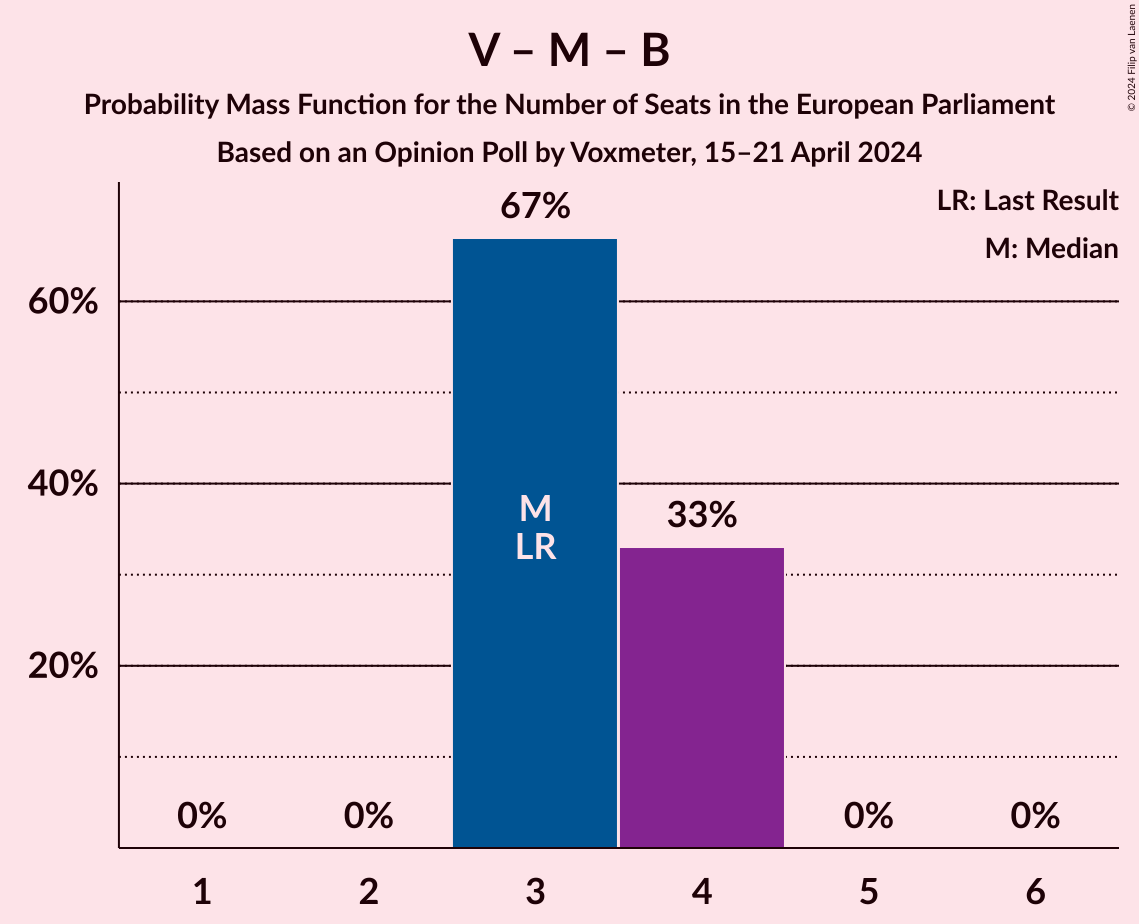 V – M – B
Probability Mass Function for the Number of Seats in the European Parliament
Based on an Opinion Poll by Voxmeter, 15–21 April 2024
© 2024 Filip van Laenen
LR: Last Result
M: Median
67%
60%
40%
20%
M
LR
33%
0%
0%
0%
0%
1
2
3
4
5
6